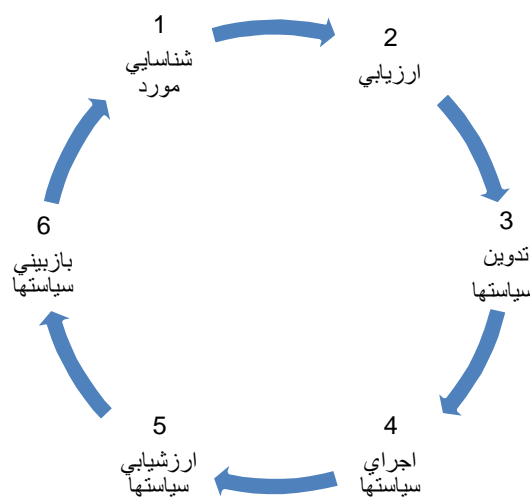 1
شناسايي
مورد
2
ارزيابي
3
تدوين
سياستها
4
اجراي
سياستها
5
ارزشيابي
سياستها
6
بازبيني
سياستها